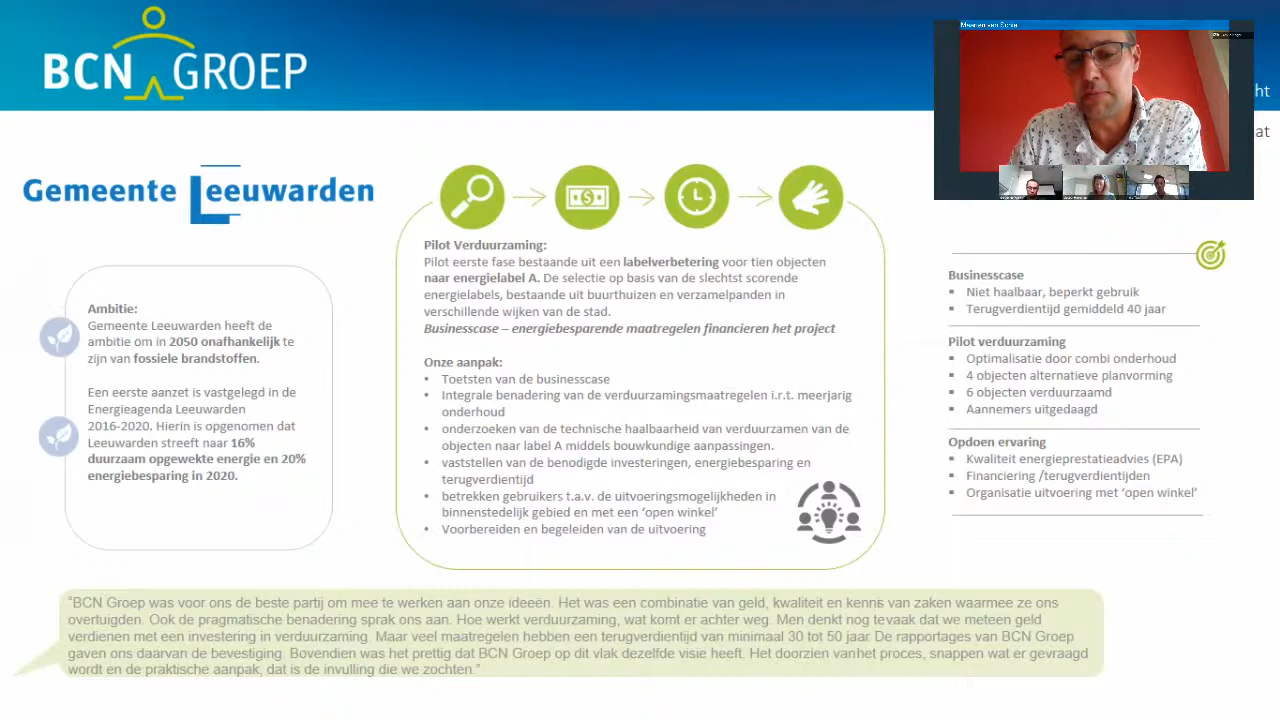 BCN GROEP
Maarten van
ht
at
Gemeente Leeuwarden
Ambitie:
Gemeente Leeuwarden heeft de
ambitie om in 2050 onafhankelijk te
zijn van fossiele brandstoffen.
Een eerste aanzet is vastgelegd in de
Energieagenda Leeuwarden
2016-2020. Hierin is opgenomen dat
Leeuwarden streeft naar 16%
duurzaam opgewekte energie en 20%
energiebesparing in 2020.
Pilot Verduurzaming:
Pilot eerste fase bestaande uit een labelverbetering voor tien objecten
naar energielabel A. De selectie op basis van de slechtst scorende
energielabels, bestaande uit buurthuizen en verzamelpanden in
verschillende wijken van de stad.
Businesscase – energiebesparende maatregelen financieren het project
Onze aanpak:
• Toetsten van de businesscase
• Integrale benadering van de verduurzamingsmaatregelen i.r.t. meerjarig
onderhoud
• onderzoeken van de technische haalbaarheid van verduurzamen van de
objecten naar label A middels bouwkundige aanpassingen.
• vaststellen van de benodigde investeringen, energiebesparing en
terugverdientijd
• betrekken gebruikers t.a.v. de uitvoeringsmogelijkheden in
binnenstedelijk gebied en met een ‘open winkel’
• Voorbereiden en begeleiden van de uitvoering
Businesscase
▪ Niet haalbaar, beperkt gebruik
▪ Terugverdientijd gemiddeld 40 jaar
Pilot verduurzaming
▪ Optimalisatie door combi onderhoud
▪ 4 objecten alternatieve planvorming
▪ 6 objecten verduurzaamd
▪ Aannemers uitgedaagd
Opdoen ervaring
▪ Kwaliteit energieprestatieadvies (EPA)
▪ Financiering /terugverdientijden
▪ Organisatie uitvoering met ‘open winkel’
“BCN Groep was voor ons de beste partij om mee te werken aan onze ideeën. Het was een combinatie van geld, kwaliteit en kennis van zaken waarmee ze ons
overtuigden. Ook de pragmatische benadering sprak ons aan. Hoe werkt verduurzaming, wat komt er achter weg. Men denkt nog te vaak dat we meteen geld
verdienen met een investering in verduurzaming. Maar veel maatregelen hebben een terugverdientijd van minimaal 30 tot 50 jaar. De rapportages van BCN Groep
gaven ons daarvan de bevestiging. Bovendien was het prettig dat BCN Groep op dit vlak dezelfde visie heeft. Het doorzien van het proces, snappen wat er gevraagd
wordt en de praktische aanpak, dat is de invulling die we zochten.”